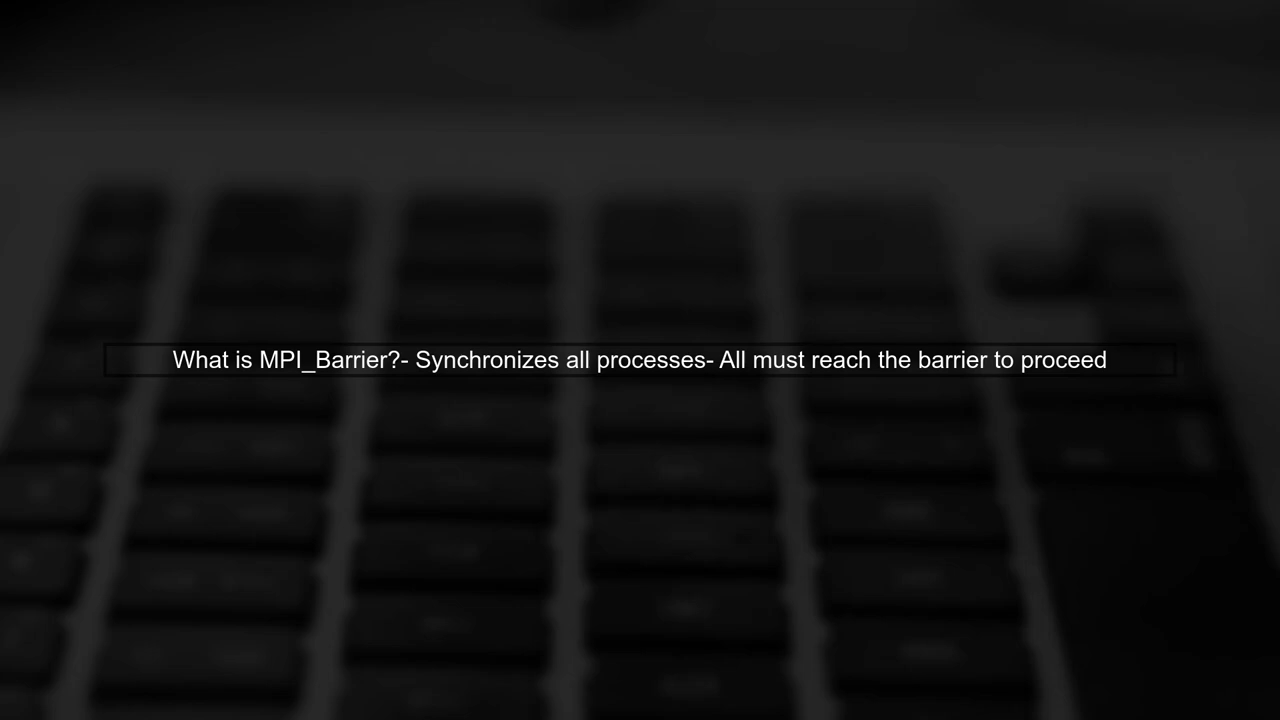 What is MPI_Barrier?- Synchronizes all processes- All must reach the barrier to proceed